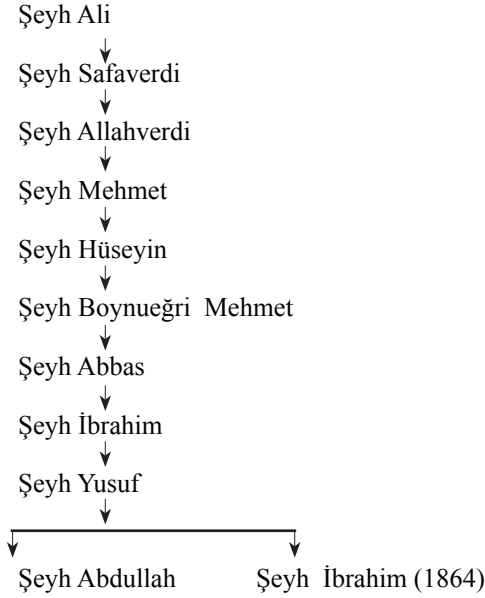 Şeyh Ali
Şeyh Safaverdi
Şeyh Allahverdi
Şeyh Mehmet
Şeyh Hüseyin
Şeyh Boynueğri Mehmet
Şeyh Abbas
Şeyh İbrahim
Şeyh Yusuf
Şeyh Abdullah Şeyh İbrahim (1864)